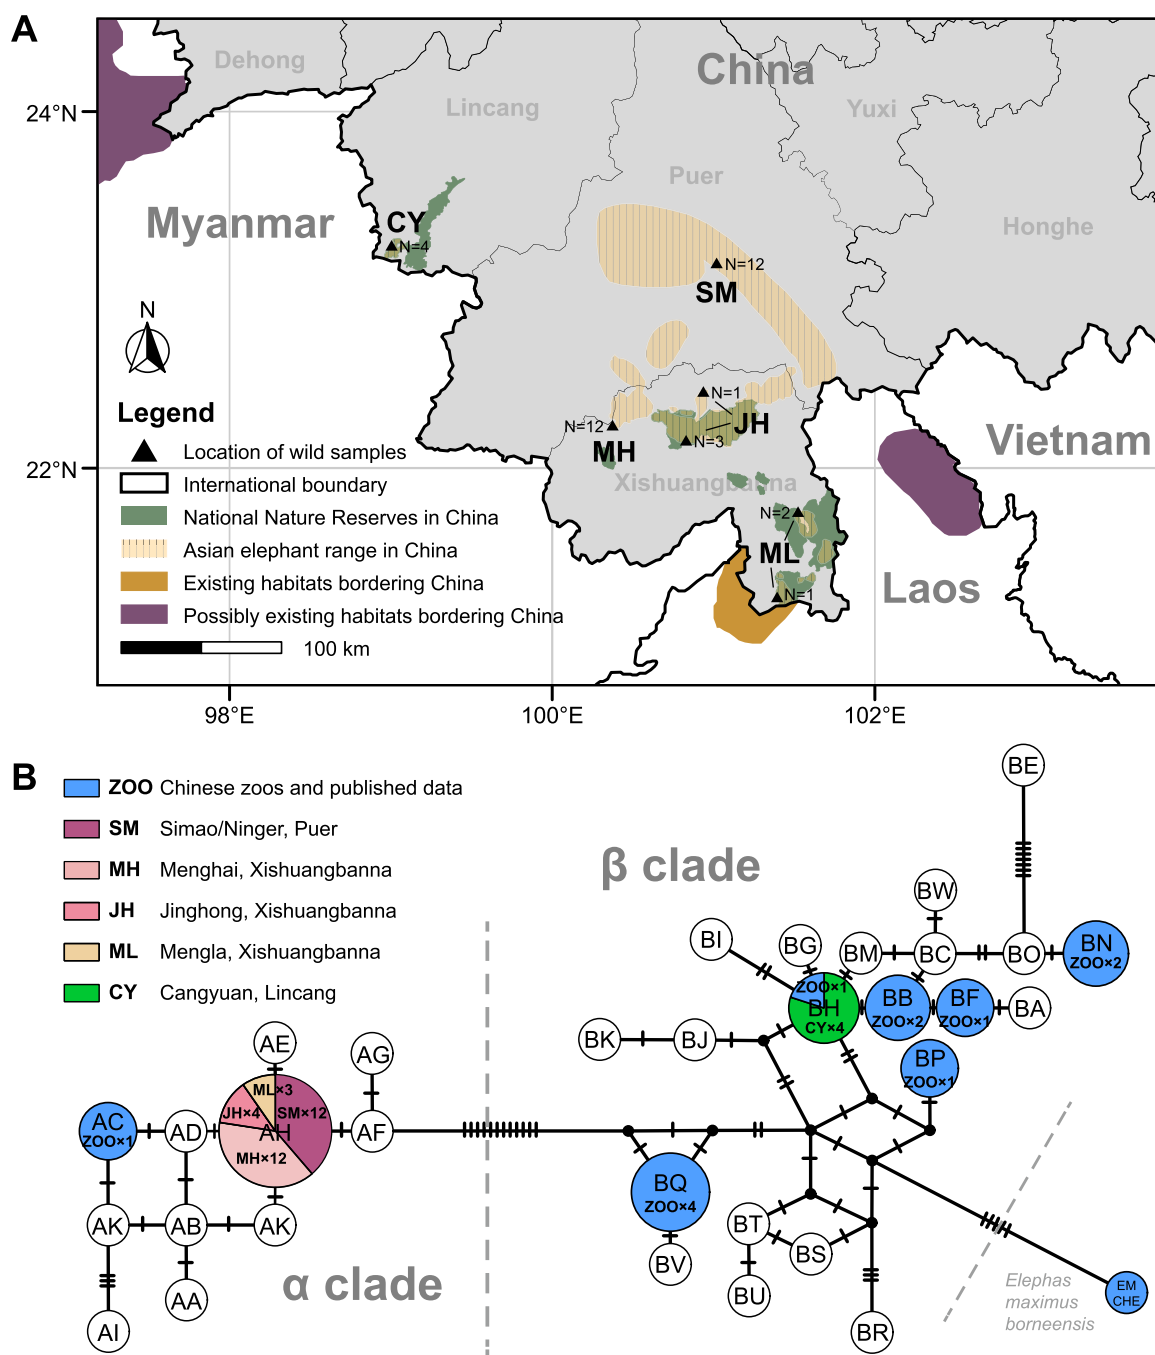 A
Dehong
China
24°N
Lincang
Yuxi
Puer
Myanmar
CY
N=4
Honghe
N=12
SM
N
Legend
N=1
N=12
JH
MH
N=3
Vietnam
Location of wild samples
22°N
International boundary
Xishuangbanna
National Nature Reserves in China
N=2
Asian elephant range in China
ML
Existing habitats bordering China
Laos
N=1
Possibly existing habitats bordering China
100 km
98°E
100°E
102°E
B
BE
ZOO Chinese zoos and published data
SM Simao/Ninger, Puer
MH Menghai, Xishuangbanna
β clade
BW
JH Jinghong, Xishuangbanna
BI
BG
BM
BC
BO
BN
ZOO×2
ML Mengla, Xishuangbanna
ZOO×1
CY Cangyuan, Lincang
BH
CY×4
BB
ZOO×2
BF
ZOO×1
BA
AE
AG
BK
BJ
BP
ZOO×1
ML×3
JH×4
SM×12
AC
ZOO×1
AD
AH
AF
MH×12
BQ
ZOO×4
AK
AB
AK
BT
BS
BV
α clade
Elephas
maximus
borneensis
EM
CHE
AA
BU
AI
BR